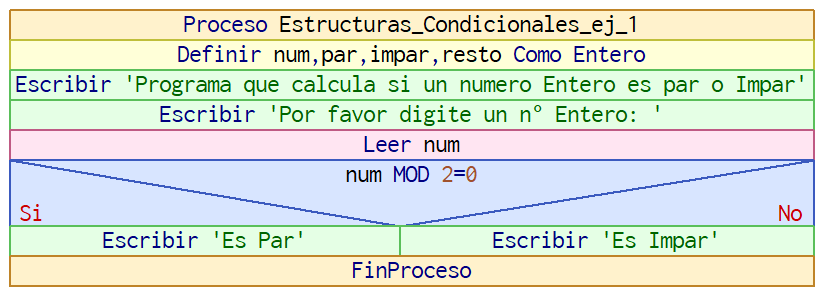 Proceso Estructuras_Condicionales_ej_1
Definir num,par,impar,resto Como Entero
Escribir 'Programa que calcula si un numero Entero es par o Impar'
Escribir 'Por favor digite un n° Entero: '
Leer num
num MOD 2=0
Si No
Escribir 'Es Par' Escribir 'Es Impar'
FinProceso